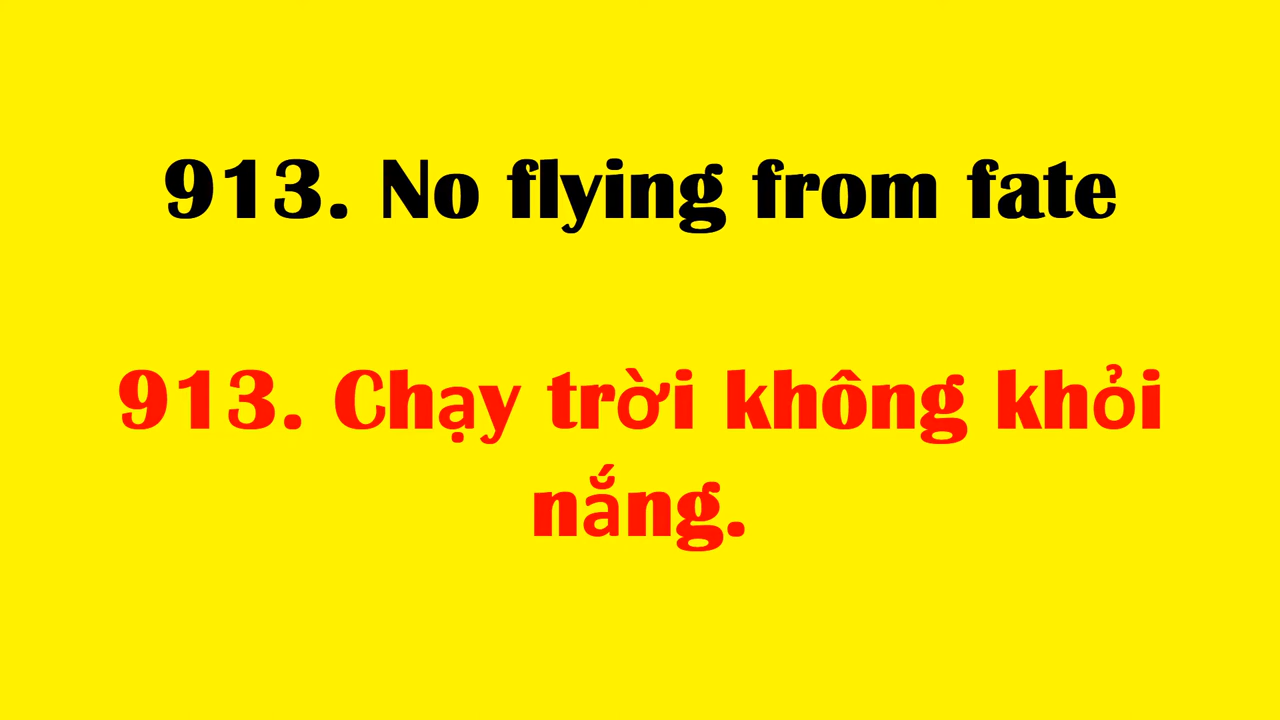 913. No flying from fate
913. Chạy trời không khỏi
nắng.